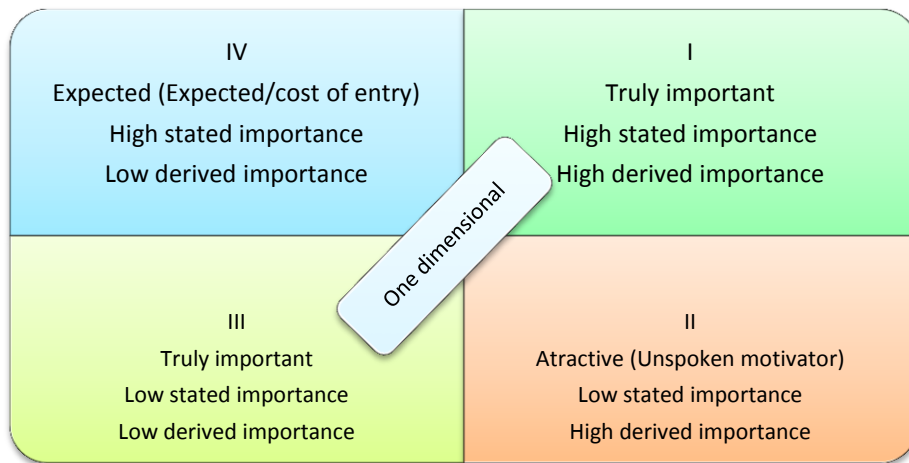 IV
Expected (Expected/cost of entry)
High stated importance
Low derived importance
I
Truly important
High stated importance
High derived importance
One dimensional
III
Truly important
Low stated importance
Low derived importance
II
Atractive (Unspoken motivator)
Low stated importance
High derived importance